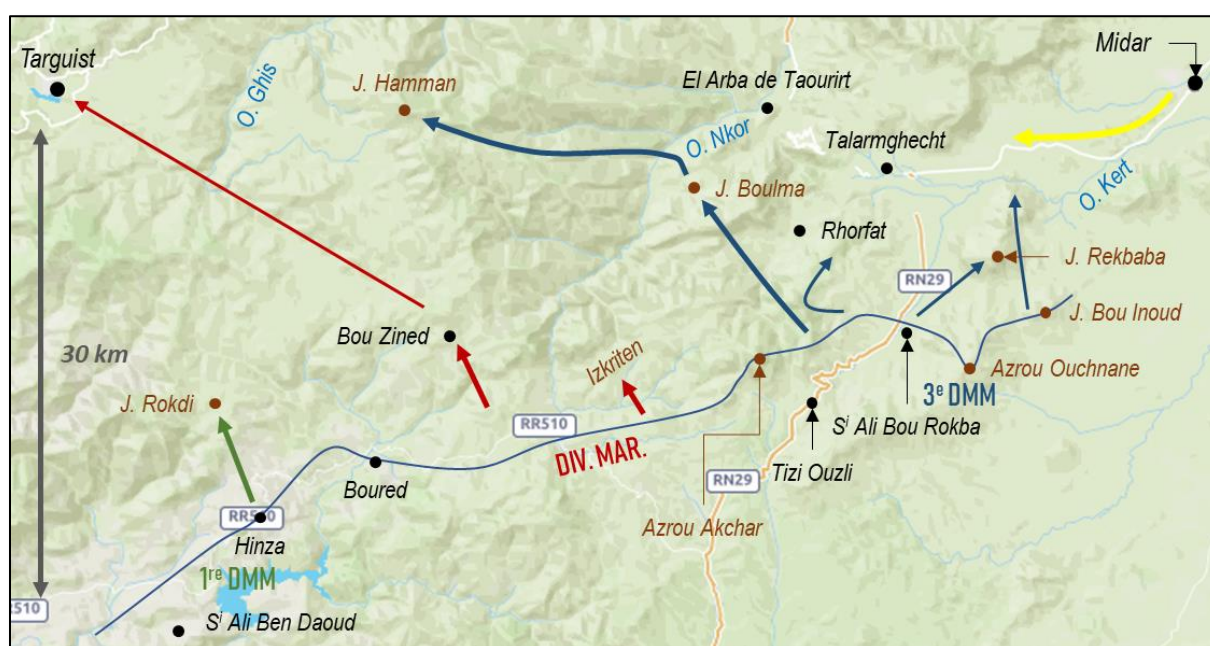 Targuist
Midar
J. Hamman
O. Ghis
El Arba de Taourirt
O. Nkor
Talarmghecht
O. Kert
J. Boulma
Rhorfat
J. Rekbaba
RN29
J. Bou Inoud
30 km
Bou Zined
Izkriten
Azrou Ouchnane
J. Rokdi
3e DMM
RR510
Si Ali Bou Rokba
DIV. MAR.
Boured
Tizi Ouzli
RN29
Azrou Akchar
Hinza
1re DMM
Si Ali Ben Daoud